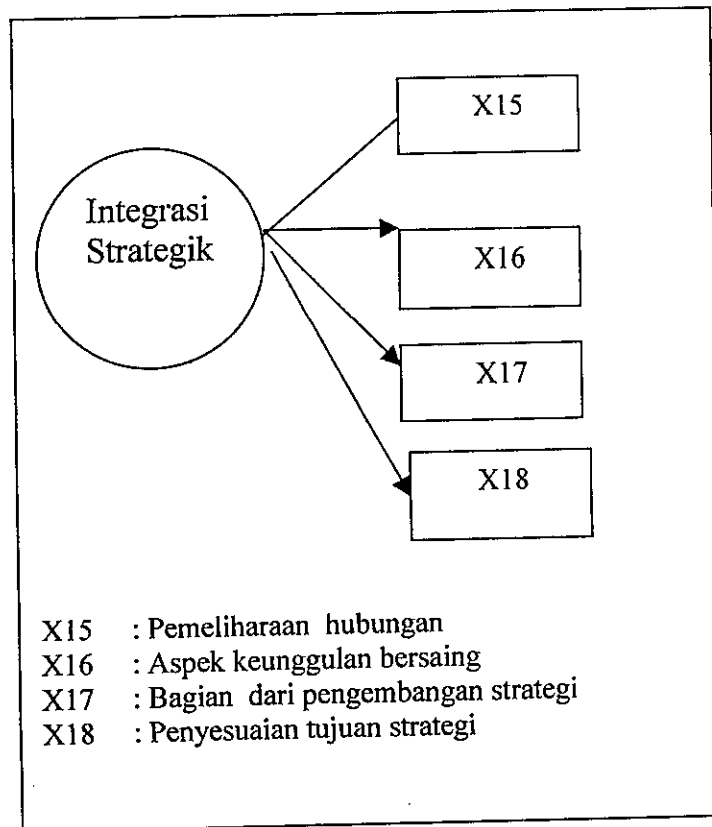 Integrasi
Strategik
X15
X16
X17
X18
X15 : Pemeliharaan hubungan
X16 : Aspek keunggulan bersaing
X17 : Bagian dari pengembangan strategi
X18 : Penyesuaian tujuan strategi